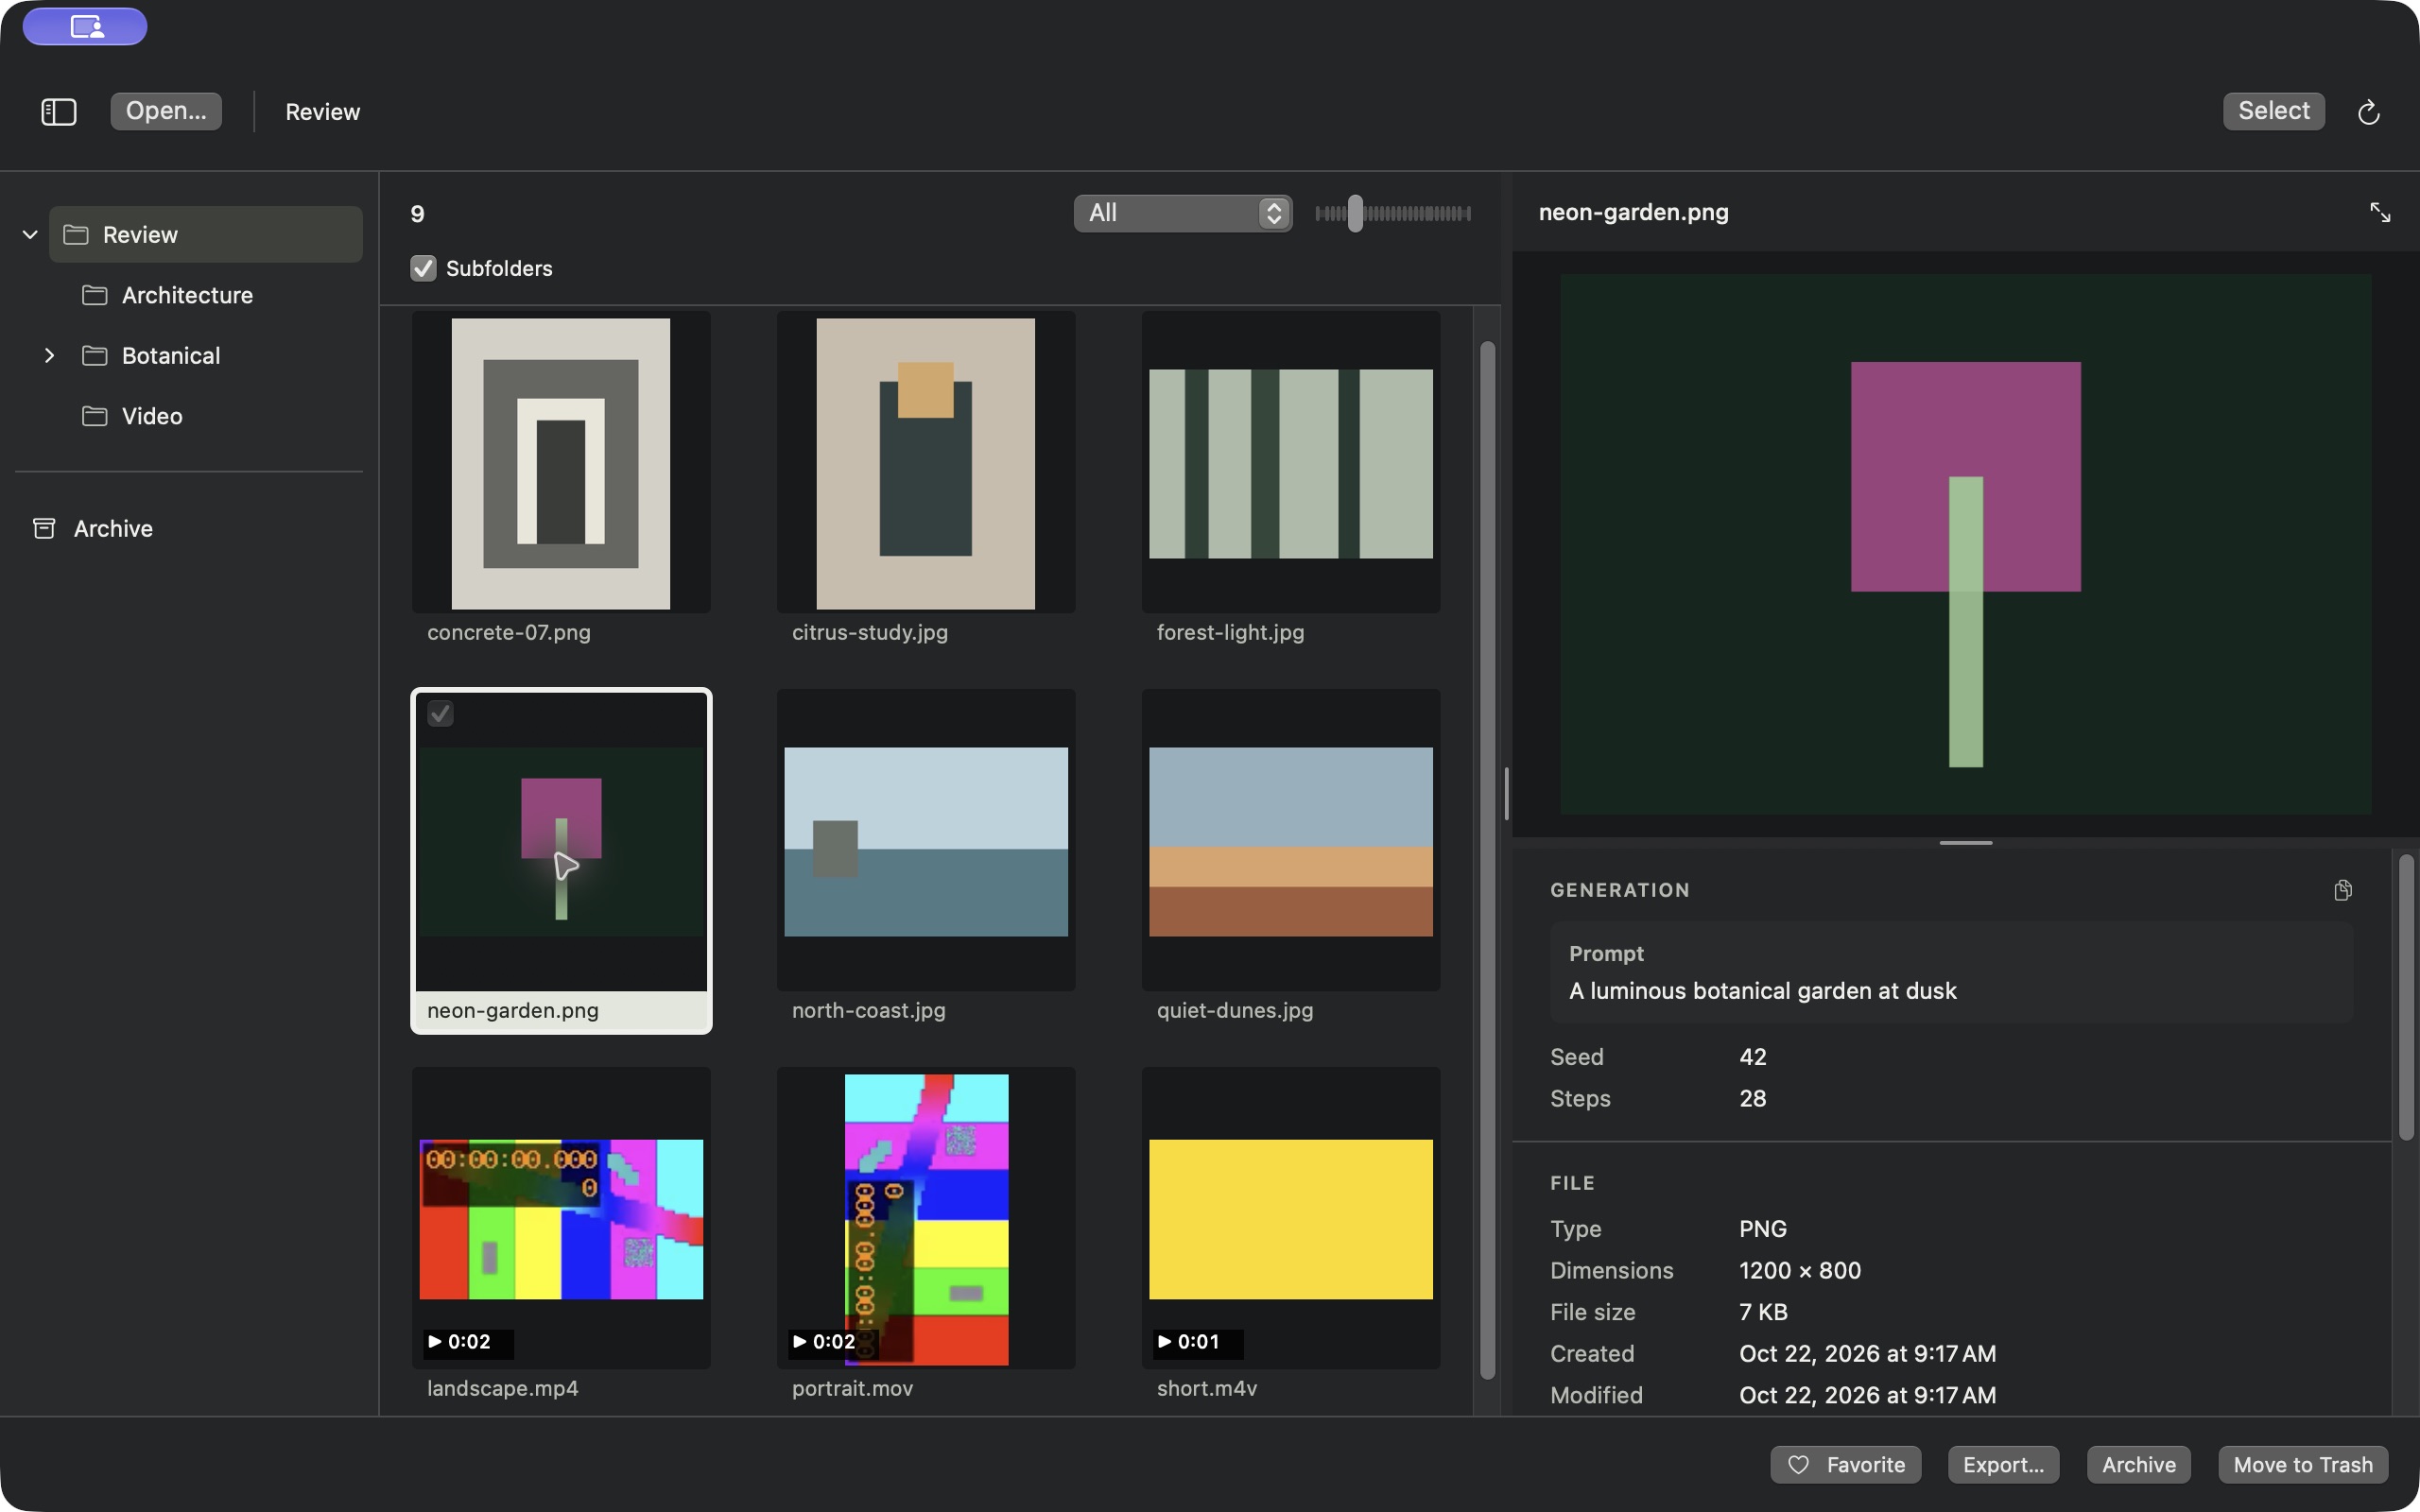 Open...
Review
Select
Review
Architecture
Botanical
Video
Archive
9
All
Subfolders
concrete-07.png
citrus-study.jpg
forest-light.jpg
neon-garden.png
north-coast.jpg
quiet-dunes.jpg
00:00:00.000
0
0:02
landscape.mp4
0
0:02
portrait.mov
0:01
short.m4v
neon-garden.png
GENERATION
Prompt
A luminous botanical garden at dusk
Seed 42
Steps 28
FILE
Type PNG
Dimensions 1200 × 800
File size 7 KB
Created Oct 22, 2026 at 9:17 AM
Modified Oct 22, 2026 at 9:17 AM
Favorite
Export...
Archive
Move to Trash